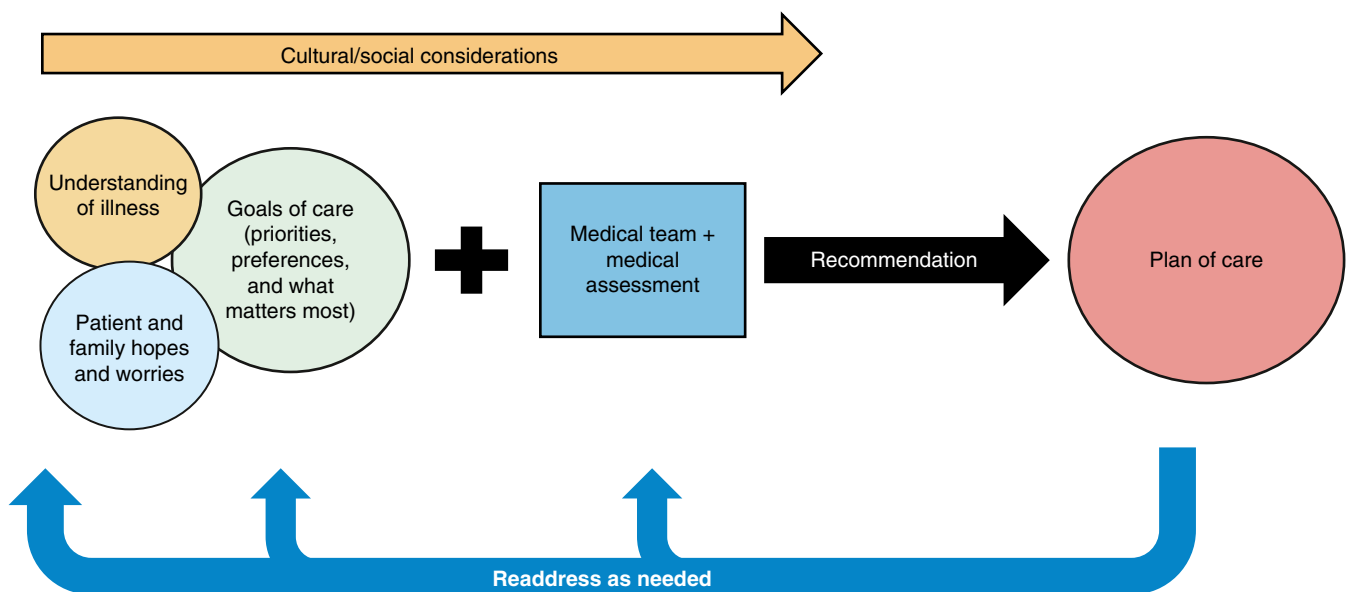 Cultural/social considerations
Understanding
of illness
Goals of care
(priorities,
preferences,
and what
matters most)
Patient and
family hopes
and worries
Medical team +
medical
assessment
Recommendation
Plan of care
Readdress as needed